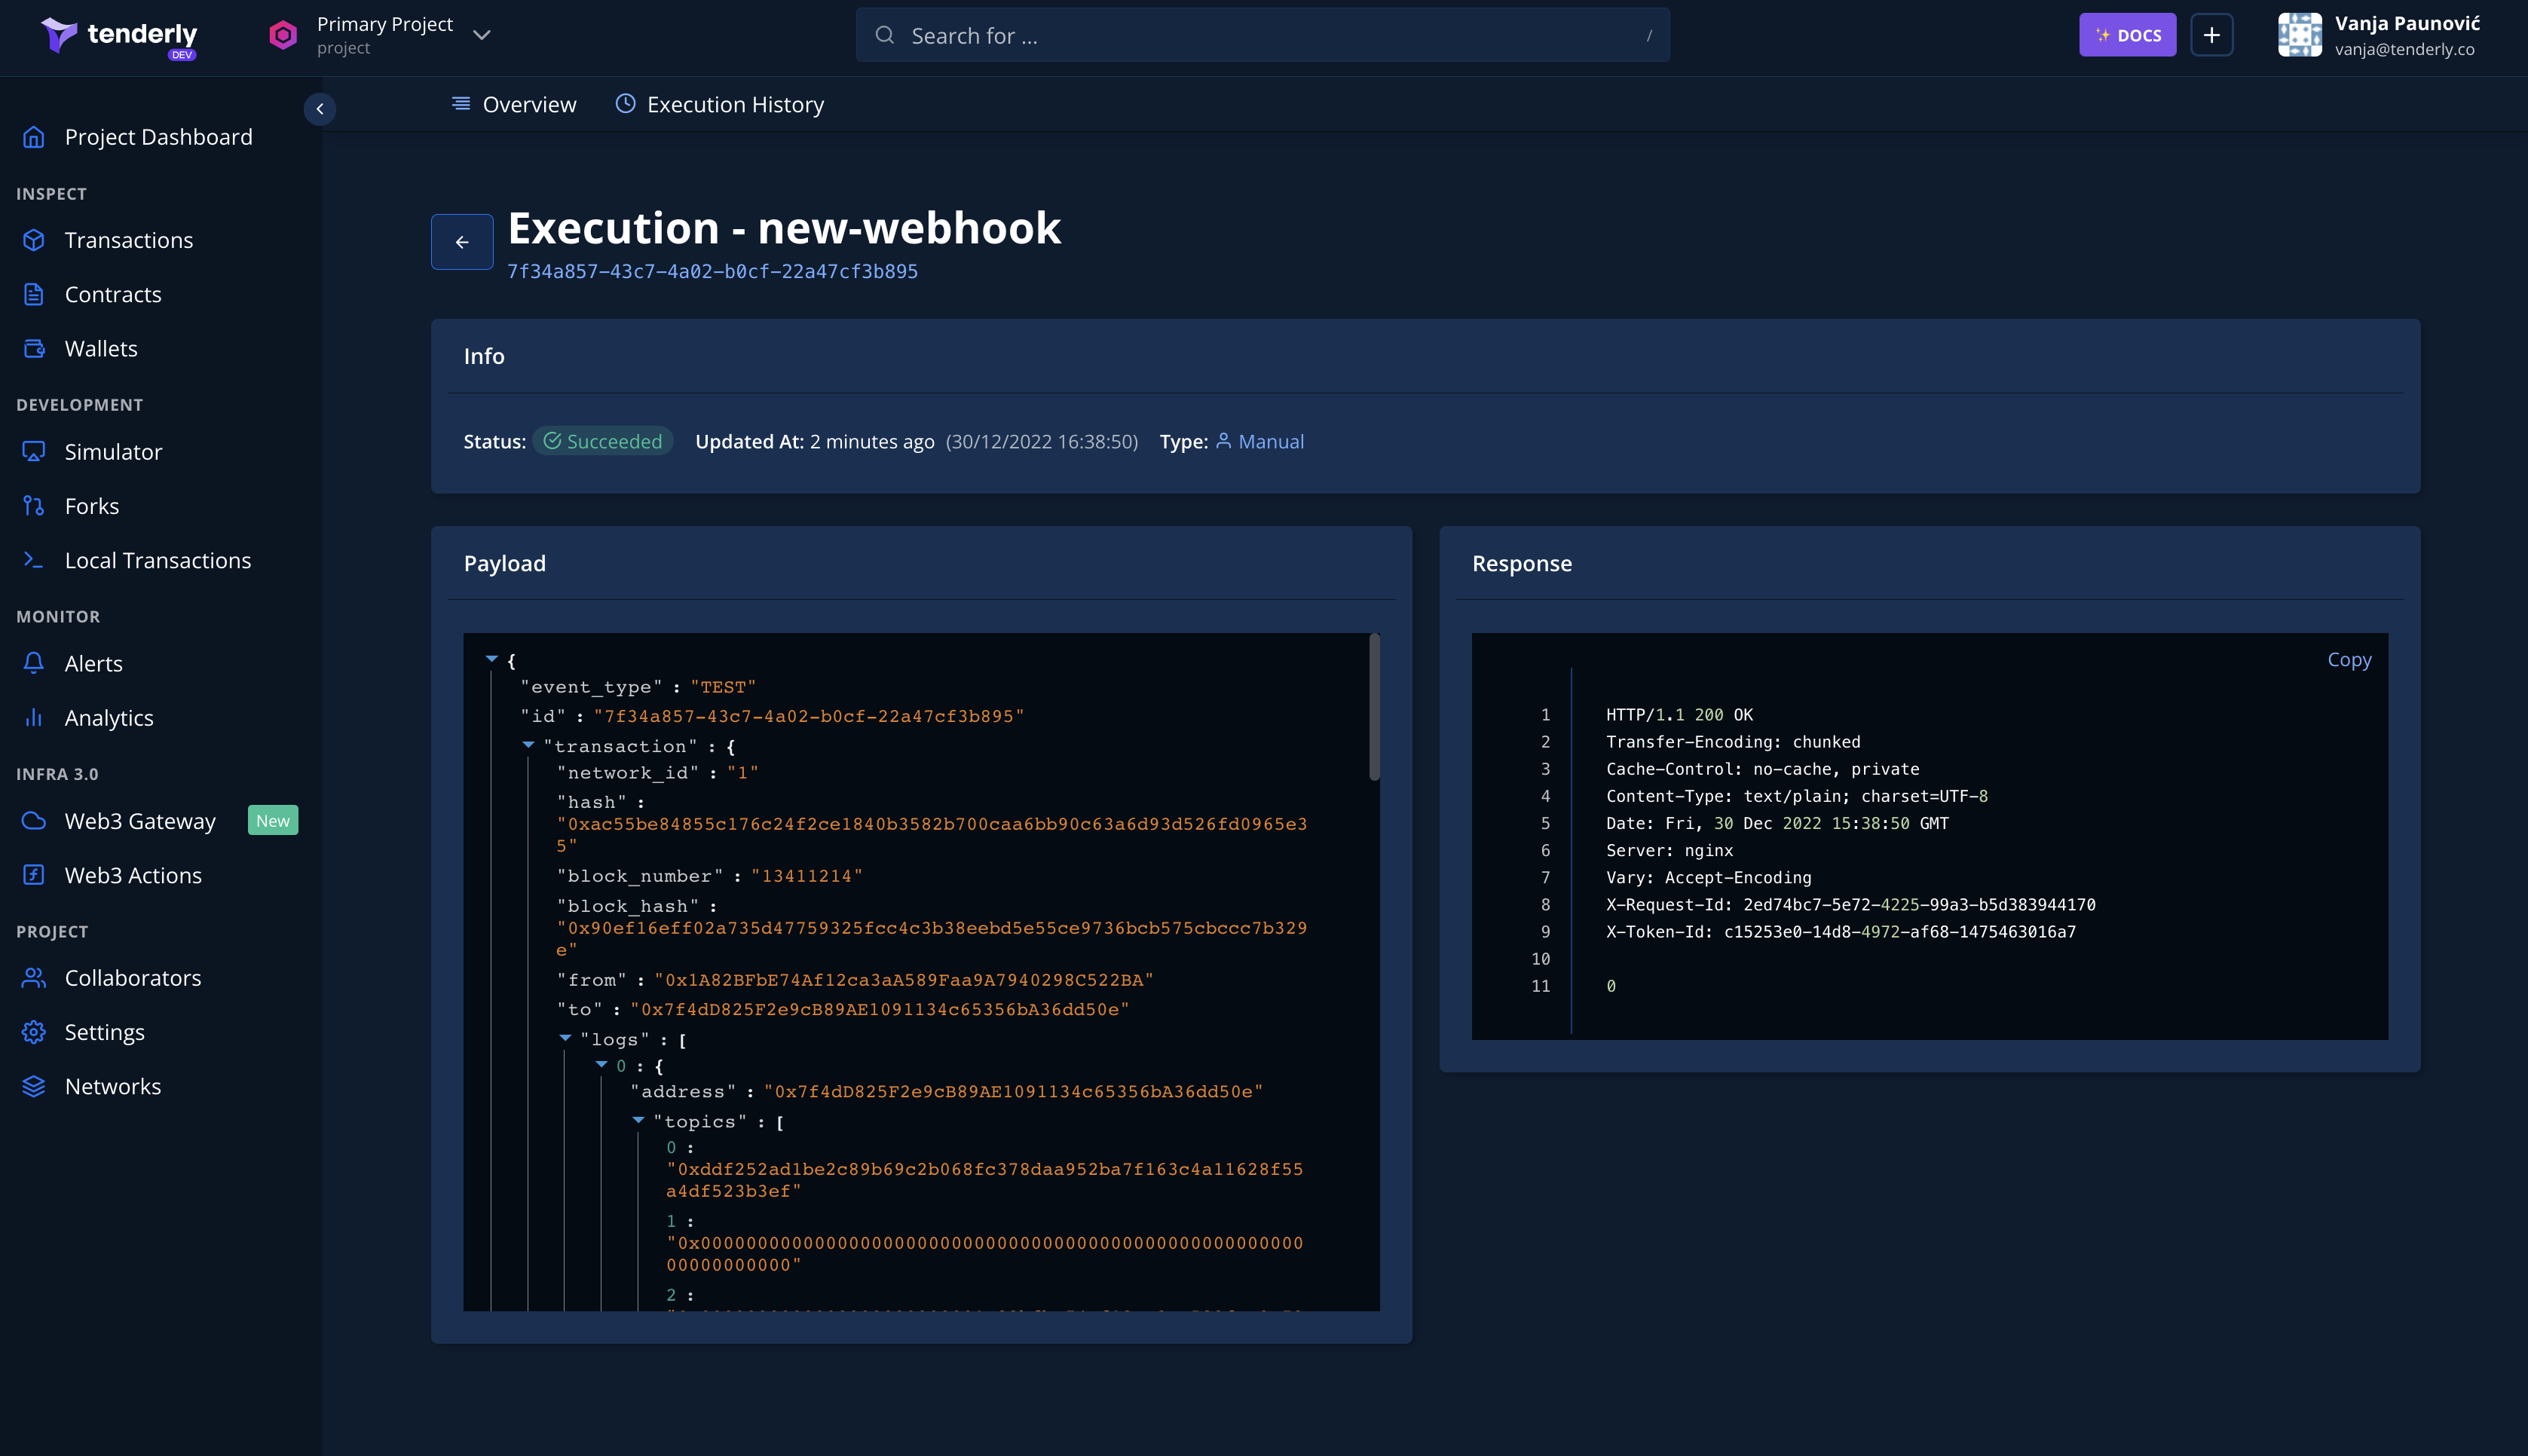 tenderly
DEV
Primary Project
project
Search for ...
/
DOCS
Vanja Paunović
vanja@tenderly.co
Project Dashboard
INSPECT
Transactions
Contracts
Wallets
DEVELOPMENT
Simulator
Forks
Local Transactions
MONITOR
Alerts
Analytics
INFRA 3.0
Web3 Gateway New
Web3 Actions
PROJECT
Collaborators
Settings
Networks
Overview Execution History
Execution - new-webhook
7f34a857-43c7-4a02-b0cf-22a47cf3b895
Info
Status: Succeeded Updated At: 2 minutes ago (30/12/2022 16:38:50) Type: Manual
Payload
{
"event_type" : "TEST"
"id" : "7f34a857-43c7-4a02-b0cf-22a47cf3b895"
"transaction" : {
"network_id" : "1"
"hash" :
"0xac55be84855c176c24f2ce1840b3582b700caa6bb90c63a6d93d526fd0965e3
5"
"block_number" : "13411214"
"block_hash" :
"0x90ef16eff02a735d47759325fcc4c3b38eebd5e55ce9736bcb575cbccc7b329
e"
"from" : "0x1A82BFbE74Af12ca3aA589Faa9A7940298C522BA"
"to" : "0x7f4dD825F2e9cB89AE1091134c65356bA36dd50e"
"logs" : [
0 : {
"address" : "0x7f4dD825F2e9cB89AE1091134c65356bA36dd50e"
"topics" : [
0 :
"0xddf252ad1be2c89b69c2b068fc378daa952ba7f163c4a11628f55
a4df523b3ef"
1 :
"0x00000000000000000000000000000000000000000000000000000
00000000000"
2 :
Response
Copy
1 HTTP/1.1 200 OK
2 Transfer-Encoding: chunked
3 Cache-Control: no-cache, private
4 Content-Type: text/plain; charset=UTF-8
5 Date: Fri, 30 Dec 2022 15:38:50 GMT
6 Server: nginx
7 Vary: Accept-Encoding
8 X-Request-Id: 2ed74bc7-5e72-4225-99a3-b5d383944170
9 X-Token-Id: c15253e0-14d8-4972-af68-1475463016a7
10
11 0